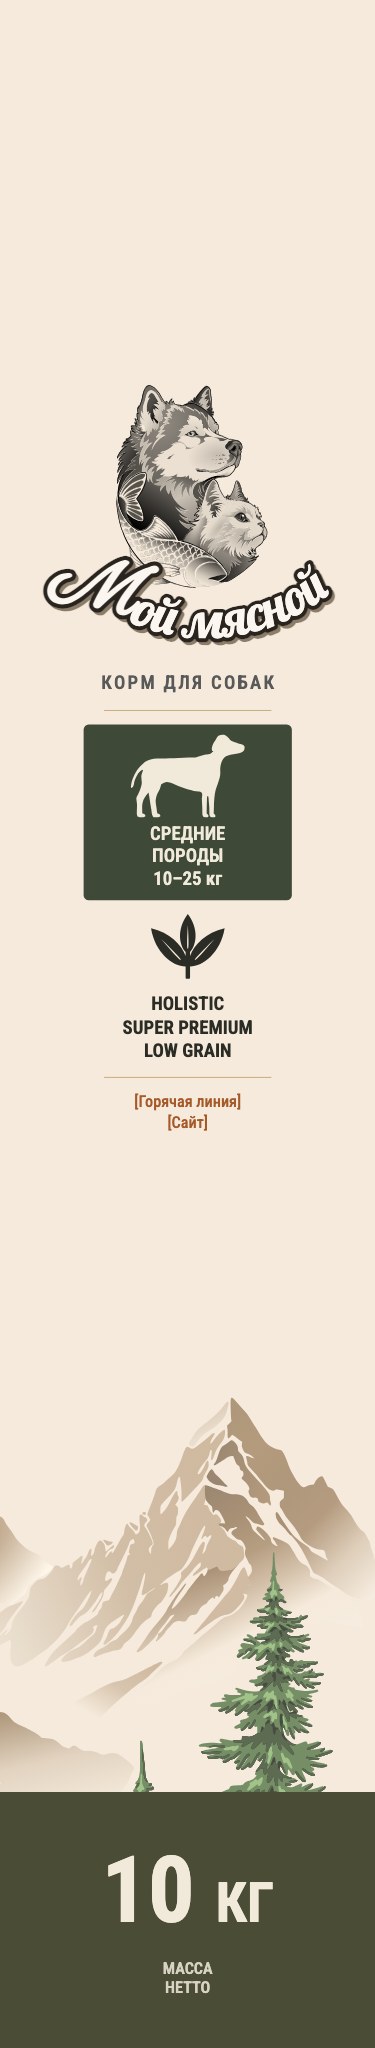 Мой мясной
КОРМ ДЛЯ СОБАК
СРЕДНИЕ
ПОРОДЫ
10–25 кг
HOLISTIC
SUPER PREMIUM
LOW GRAIN
[Горячая линия]
[Сайт]
10 кг
МАССА
НЕТТО